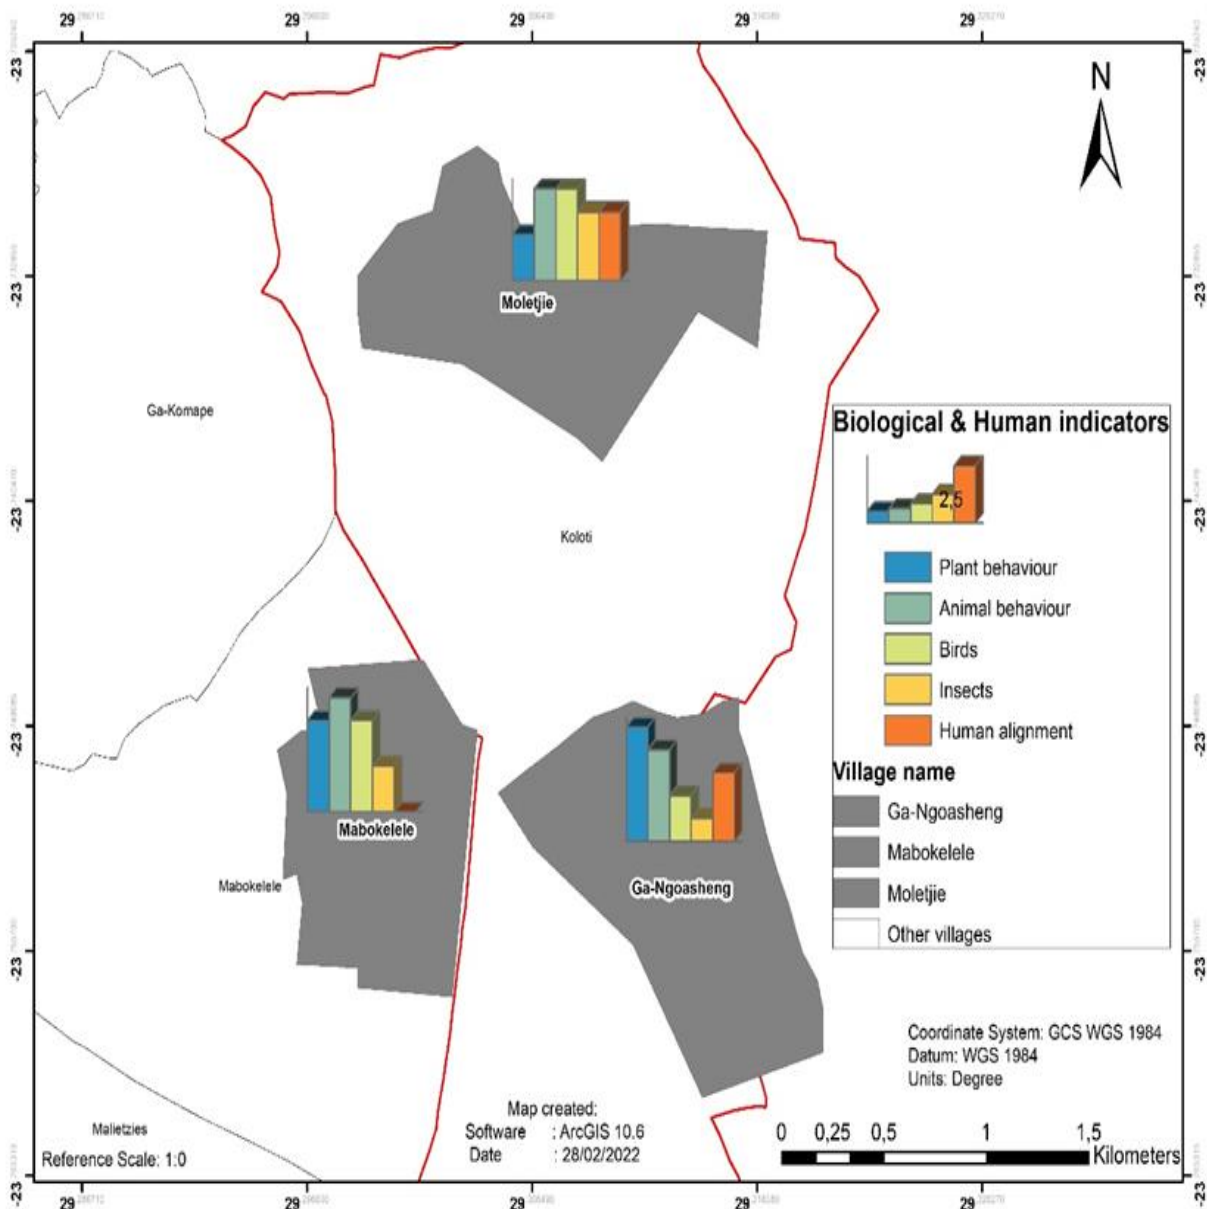 29 29 29 29 29
N
-23 -23
Moletjie
-23 -23
Ga-Komape
Biological & Human indicators
2,5
-23 -23
Koloti
Plant behaviour
Animal behaviour
Birds
Insects
Human alignment
-23 -23
Village name
Ga-Ngoasheng
Mabokelele
Moletjie
Other villages
Mabokelele
Mabokelele
Ga-Ngoasheng
-23 -23
Coordinate System: GCS WGS 1984
Datum: WGS 1984
Units: Degree
Map created:
Software : ArcGIS 10.6
Date : 28/02/2022
Maletzies
Reference Scale: 1:0
0 0,25 0,5 1 1,5
Kilometers
-23 -23
29 29 29 29 29